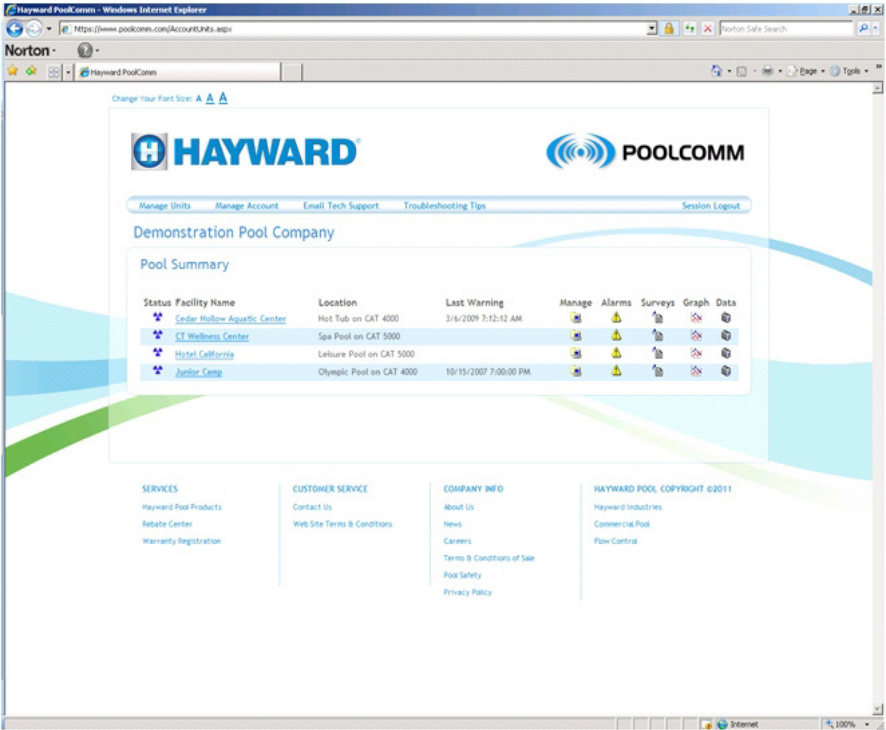 Hayward PoolComm - Windows Internet Explorer
https://www.poolcomm.com/AccountUnits.aspx
Norton Safe Search
Norton
Hayward PoolComm
Page
Tools
Change Your Font Size: A A A
HAYWARD
POOLCOMM
Manage Units Manage Account Email Tech Support Troubleshooting Tips Session Logout
Demonstration Pool Company
Pool Summary
Status Facility Name Location Last Warning Manage Alarms Surveys Graph Data
Cedar Hollow Aquatic Center Hot Tub on CAT 4000 3/6/2009 7:12:12 AM
CT Wellness Center Spa Pool on CAT 5000
Hotel California Leisure Pool on CAT 5000
Junior Camp Olympic Pool on CAT 4000 10/15/2007 7:00:00 PM
SERVICES
Hayward Pool Products
Rebate Center
Warranty Registration
CUSTOMER SERVICE
Contact Us
Web Site Terms & Conditions
COMPANY INFO
About Us
News
Careers
Terms & Conditions of Sale
Pool Safety
Privacy Policy
HAYWARD POOL COPYRIGHT ©2011
Hayward Industries
Commercial Pool
Flow Control
Internet
100%